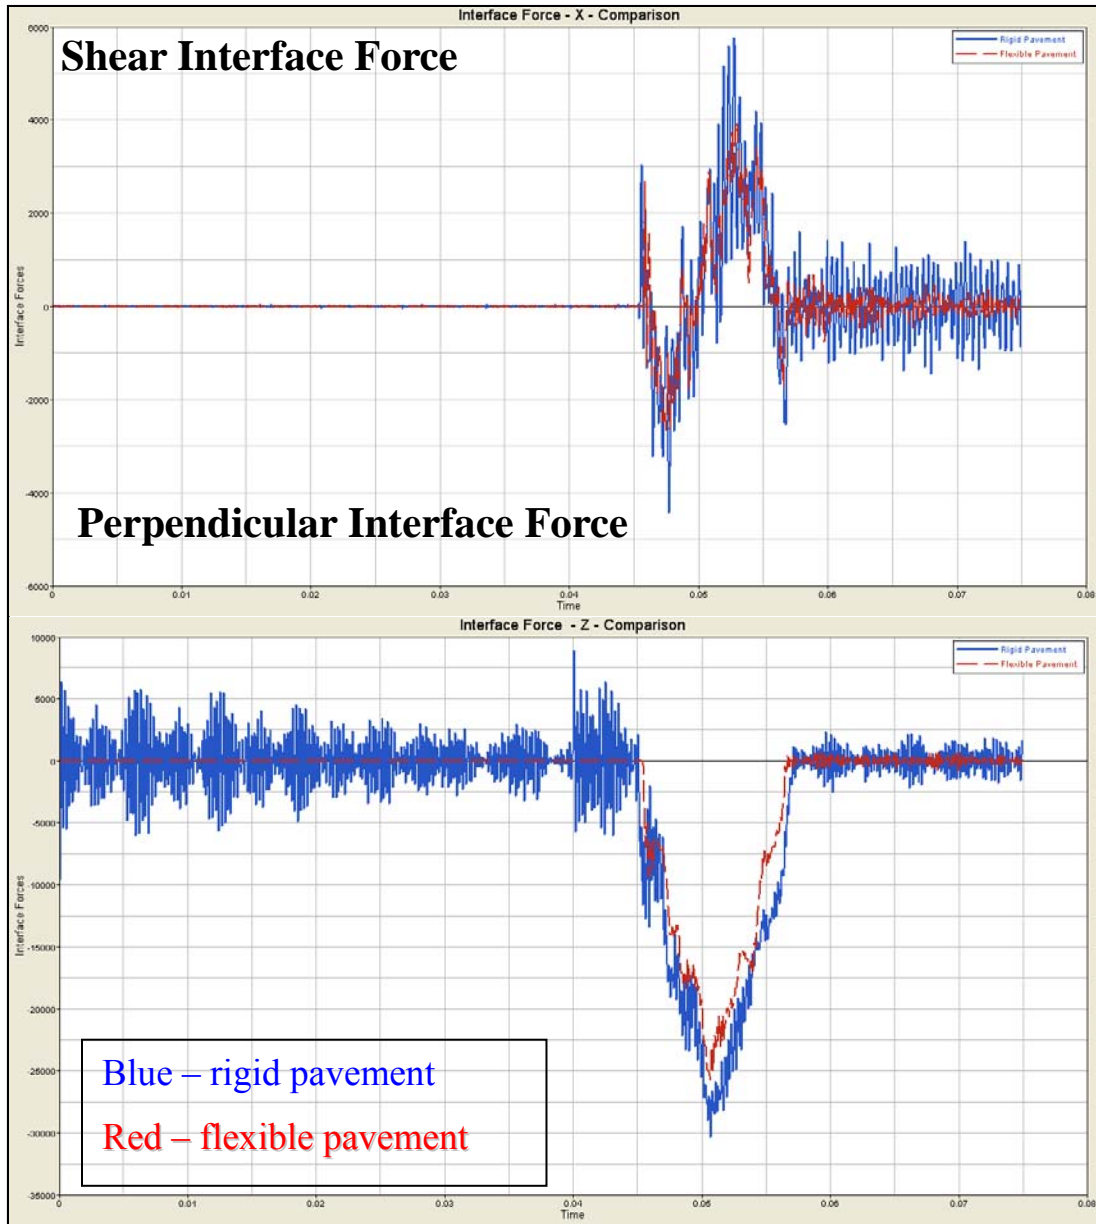 Interface Force - X - Comparison
Shear Interface Force
Rigid Pavement
Flexible Pavement
6000
4000
2000
0
-2000
-4000
-6000
Interface Forces
Perpendicular Interface Force
0 0.01 0.02 0.03 0.04 0.05 0.06 0.07 0.08
Time
Interface Force - Z - Comparison
Rigid Pavement
Flexible Pavement
10000
5000
0
-5000
-10000
-15000
-20000
-25000
-30000
-35000
Interface Forces
Blue – rigid pavement
Red – flexible pavement
0 0.01 0.02 0.03 0.04 0.05 0.06 0.07 0.08
Time